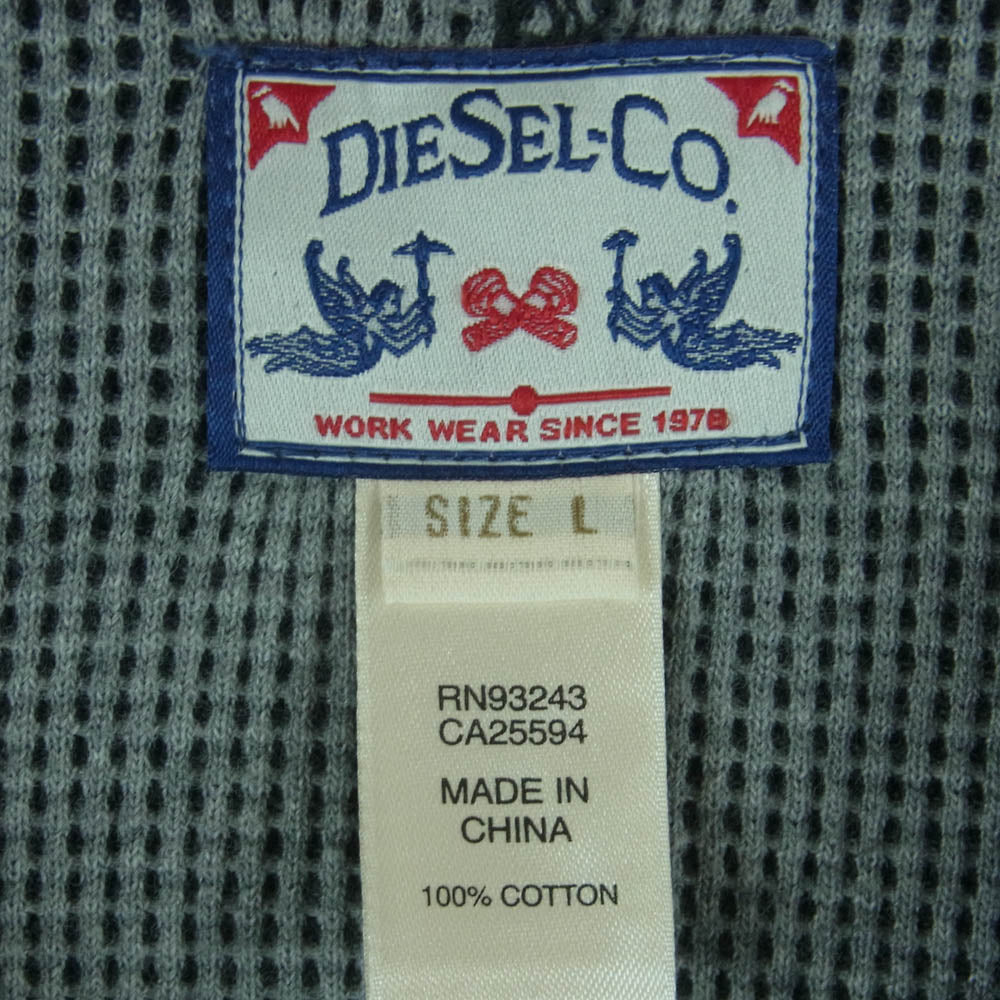 DIESEL-CO.
WORK WEAR SINCE 1978
SIZE L
RN93243
CA25594
MADE IN
CHINA
100% COTTON